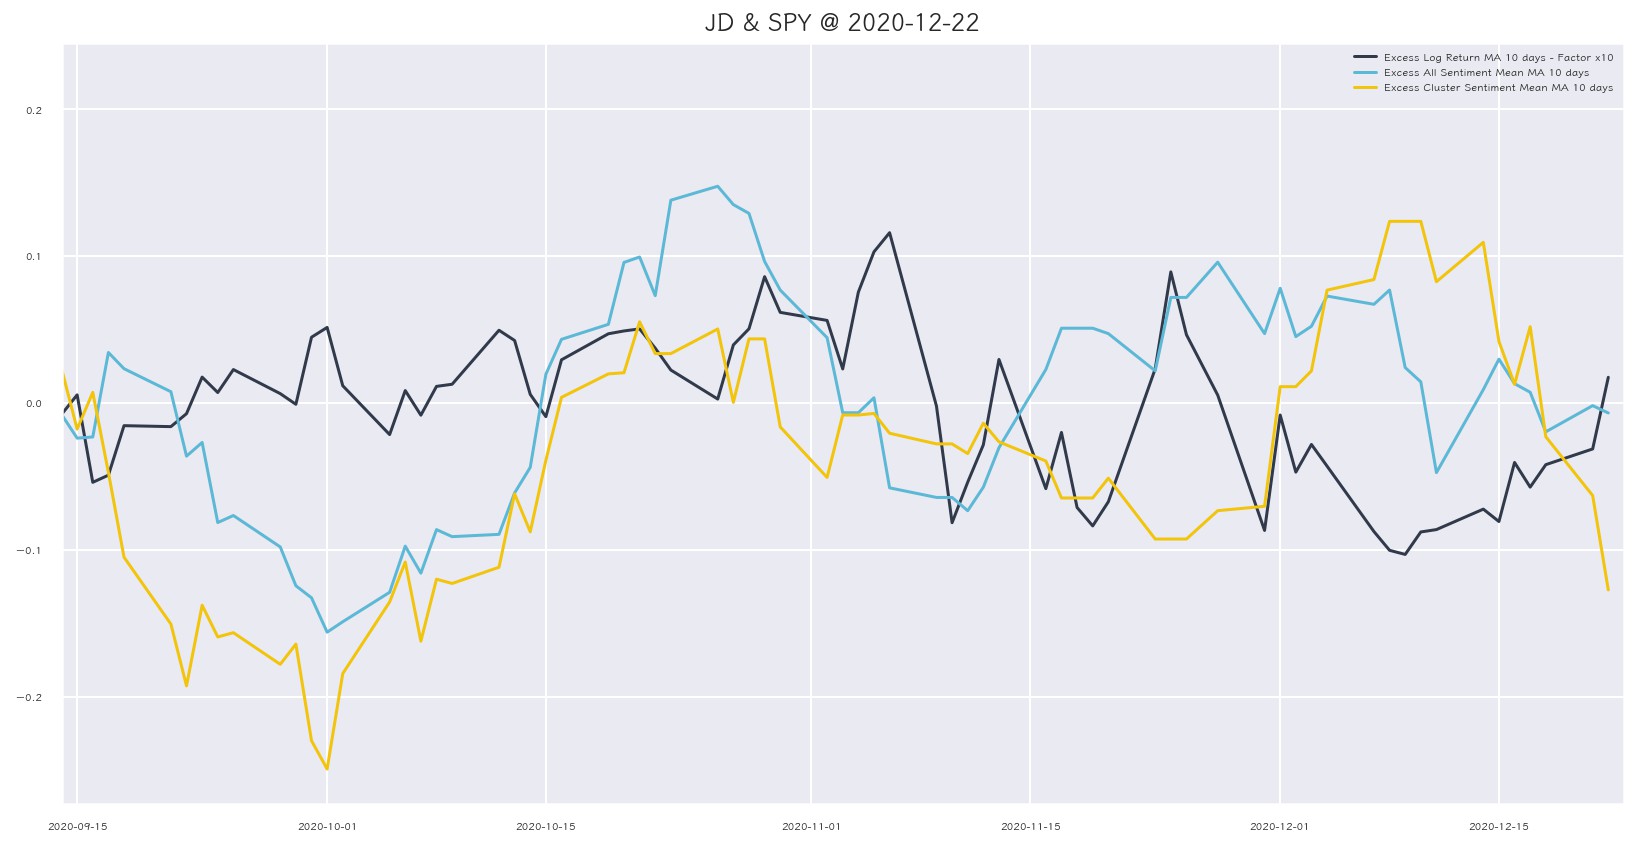 JD & SPY @ 2020-12-22
Excess Log Return MA 10 days - Factor x10
Excess All Sentiment Mean MA 10 days
Excess Cluster Sentiment Mean MA 10 days
0.2
0.1
0.0
−0.1
−0.2
2020-09-15 2020-10-01 2020-10-15 2020-11-01 2020-11-15 2020-12-01 2020-12-15